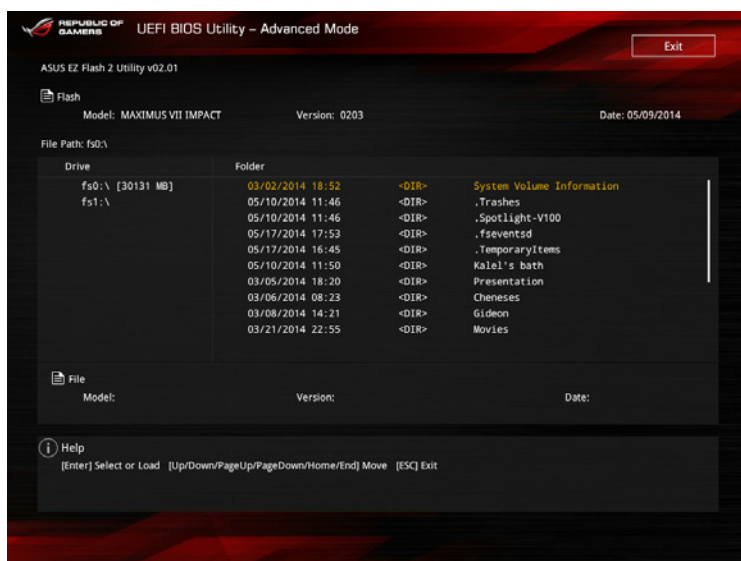 REPUBLIC OF
GAMERS
UEFI BIOS Utility – Advanced Mode
Exit
ASUS EZ Flash 2 Utility v02.01
Flash
Model: MAXIMUS VII IMPACT Version: 0203 Date: 05/09/2014
File Path: fs0:\
Drive Folder
fs0:\ [30131 MB] 03/02/2014 18:52 <DIR> System Volume Information
fs1:\ 05/10/2014 11:46 <DIR> .Trashes
05/10/2014 11:46 <DIR> .Spotlight-V100
05/17/2014 17:53 <DIR> .fseventsd
05/17/2014 16:45 <DIR> .TemporaryItems
05/10/2014 11:50 <DIR> Kalel's bath
03/05/2014 18:20 <DIR> Presentation
03/06/2014 08:23 <DIR> Cheneses
03/08/2014 14:21 <DIR> Gideon
03/21/2014 22:55 <DIR> Movies
File
Model: Version: Date:
Help
[Enter] Select or Load [Up/Down/PageUp/PageDown/Home/End] Move [ESC] Exit